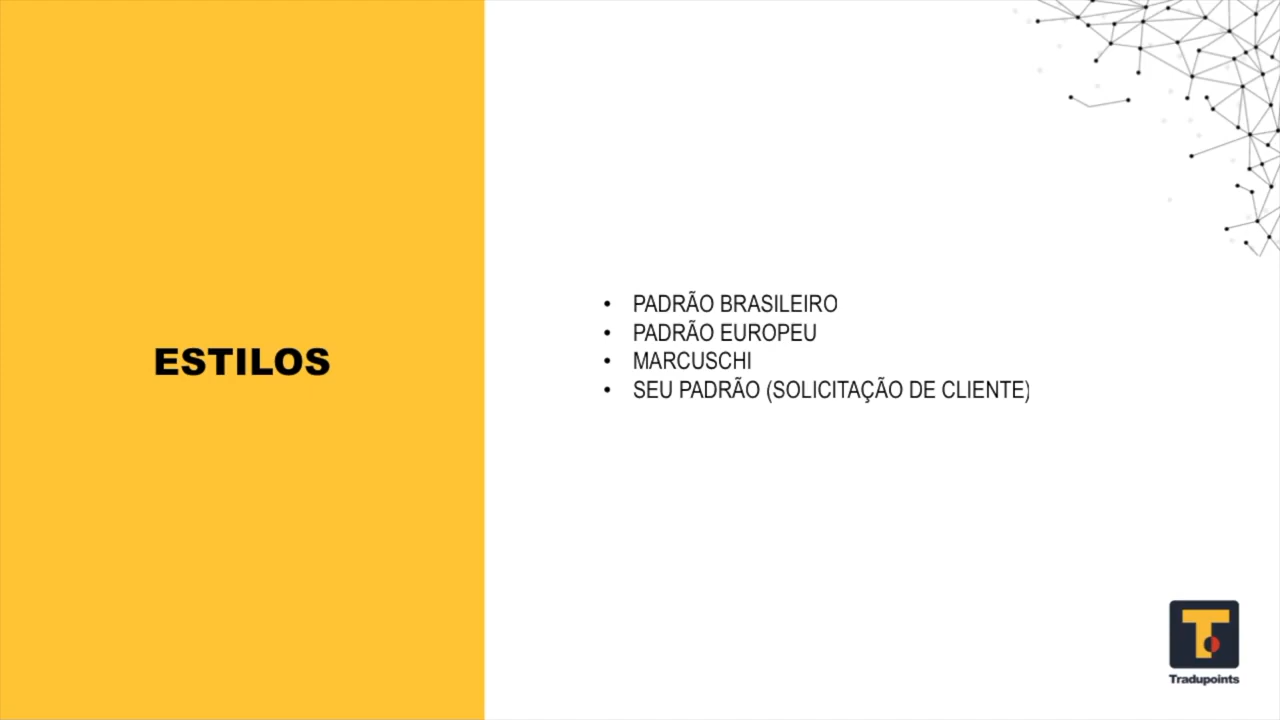 ESTILOS
• PADRÃO BRASILEIRO
• PADRÃO EUROPEU
• MARCUSCHI
• SEU PADRÃO (SOLICITAÇÃO DE CLIENTE)
T
Tradupoints